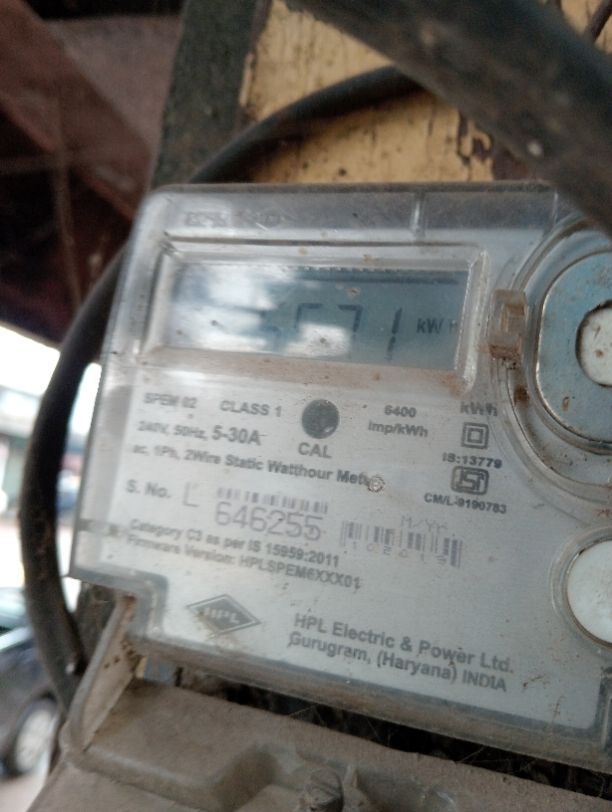 kW
SPEM 02 CLASS 1 6400 kWh
240V, 50Hz, 5-30A CAL imp/kWh
IS:13779
ac, 1Ph, 2Wire Static Watthour Meter
CM/L-9190783
S. No. L 646255 M/Yr
Category C3 as per IS 15959:2011
Firmware Version: HPLSPEM6XXX01
HPL
HPL Electric & Power Ltd.
Gurugram, (Haryana) INDIA